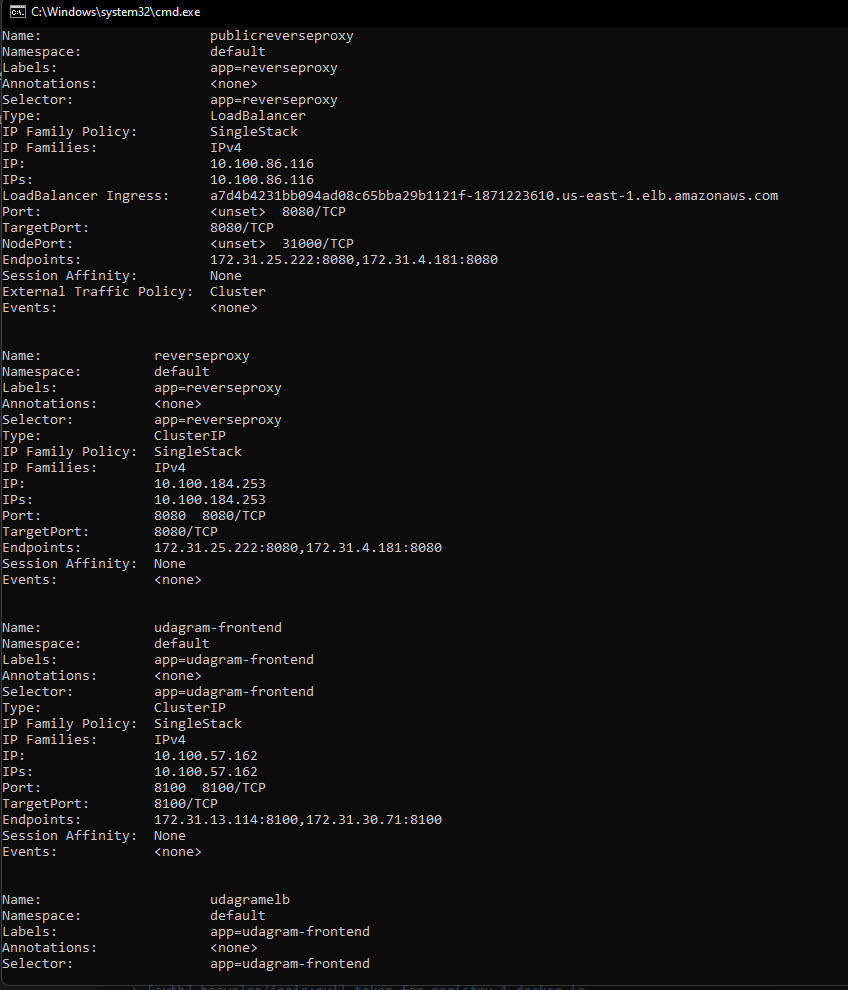 C:\Windows\system32\cmd.exe
Name: publicreverseproxy
Namespace: default
Labels: app=reverseproxy
Annotations: <none>
Selector: app=reverseproxy
Type: LoadBalancer
IP Family Policy: SingleStack
IP Families: IPv4
IP: 10.100.86.116
IPs: 10.100.86.116
LoadBalancer Ingress: a7d4b4231bb094ad08c65bba29b1121f-1871223610.us-east-1.elb.amazonaws.com
Port: <unset> 8080/TCP
TargetPort: 8080/TCP
NodePort: <unset> 31000/TCP
Endpoints: 172.31.25.222:8080,172.31.4.181:8080
Session Affinity: None
External Traffic Policy: Cluster
Events: <none>
Name: reverseproxy
Namespace: default
Labels: app=reverseproxy
Annotations: <none>
Selector: app=reverseproxy
Type: ClusterIP
IP Family Policy: SingleStack
IP Families: IPv4
IP: 10.100.184.253
IPs: 10.100.184.253
Port: 8080 8080/TCP
TargetPort: 8080/TCP
Endpoints: 172.31.25.222:8080,172.31.4.181:8080
Session Affinity: None
Events: <none>
Name: udagram-frontend
Namespace: default
Labels: app=udagram-frontend
Annotations: <none>
Selector: app=udagram-frontend
Type: ClusterIP
IP Family Policy: SingleStack
IP Families: IPv4
IP: 10.100.57.162
IPs: 10.100.57.162
Port: 8100 8100/TCP
TargetPort: 8100/TCP
Endpoints: 172.31.13.114:8100,172.31.30.71:8100
Session Affinity: None
Events: <none>
Name: udagramelb
Namespace: default
Labels: app=udagram-frontend
Annotations: <none>
Selector: app=udagram-frontend